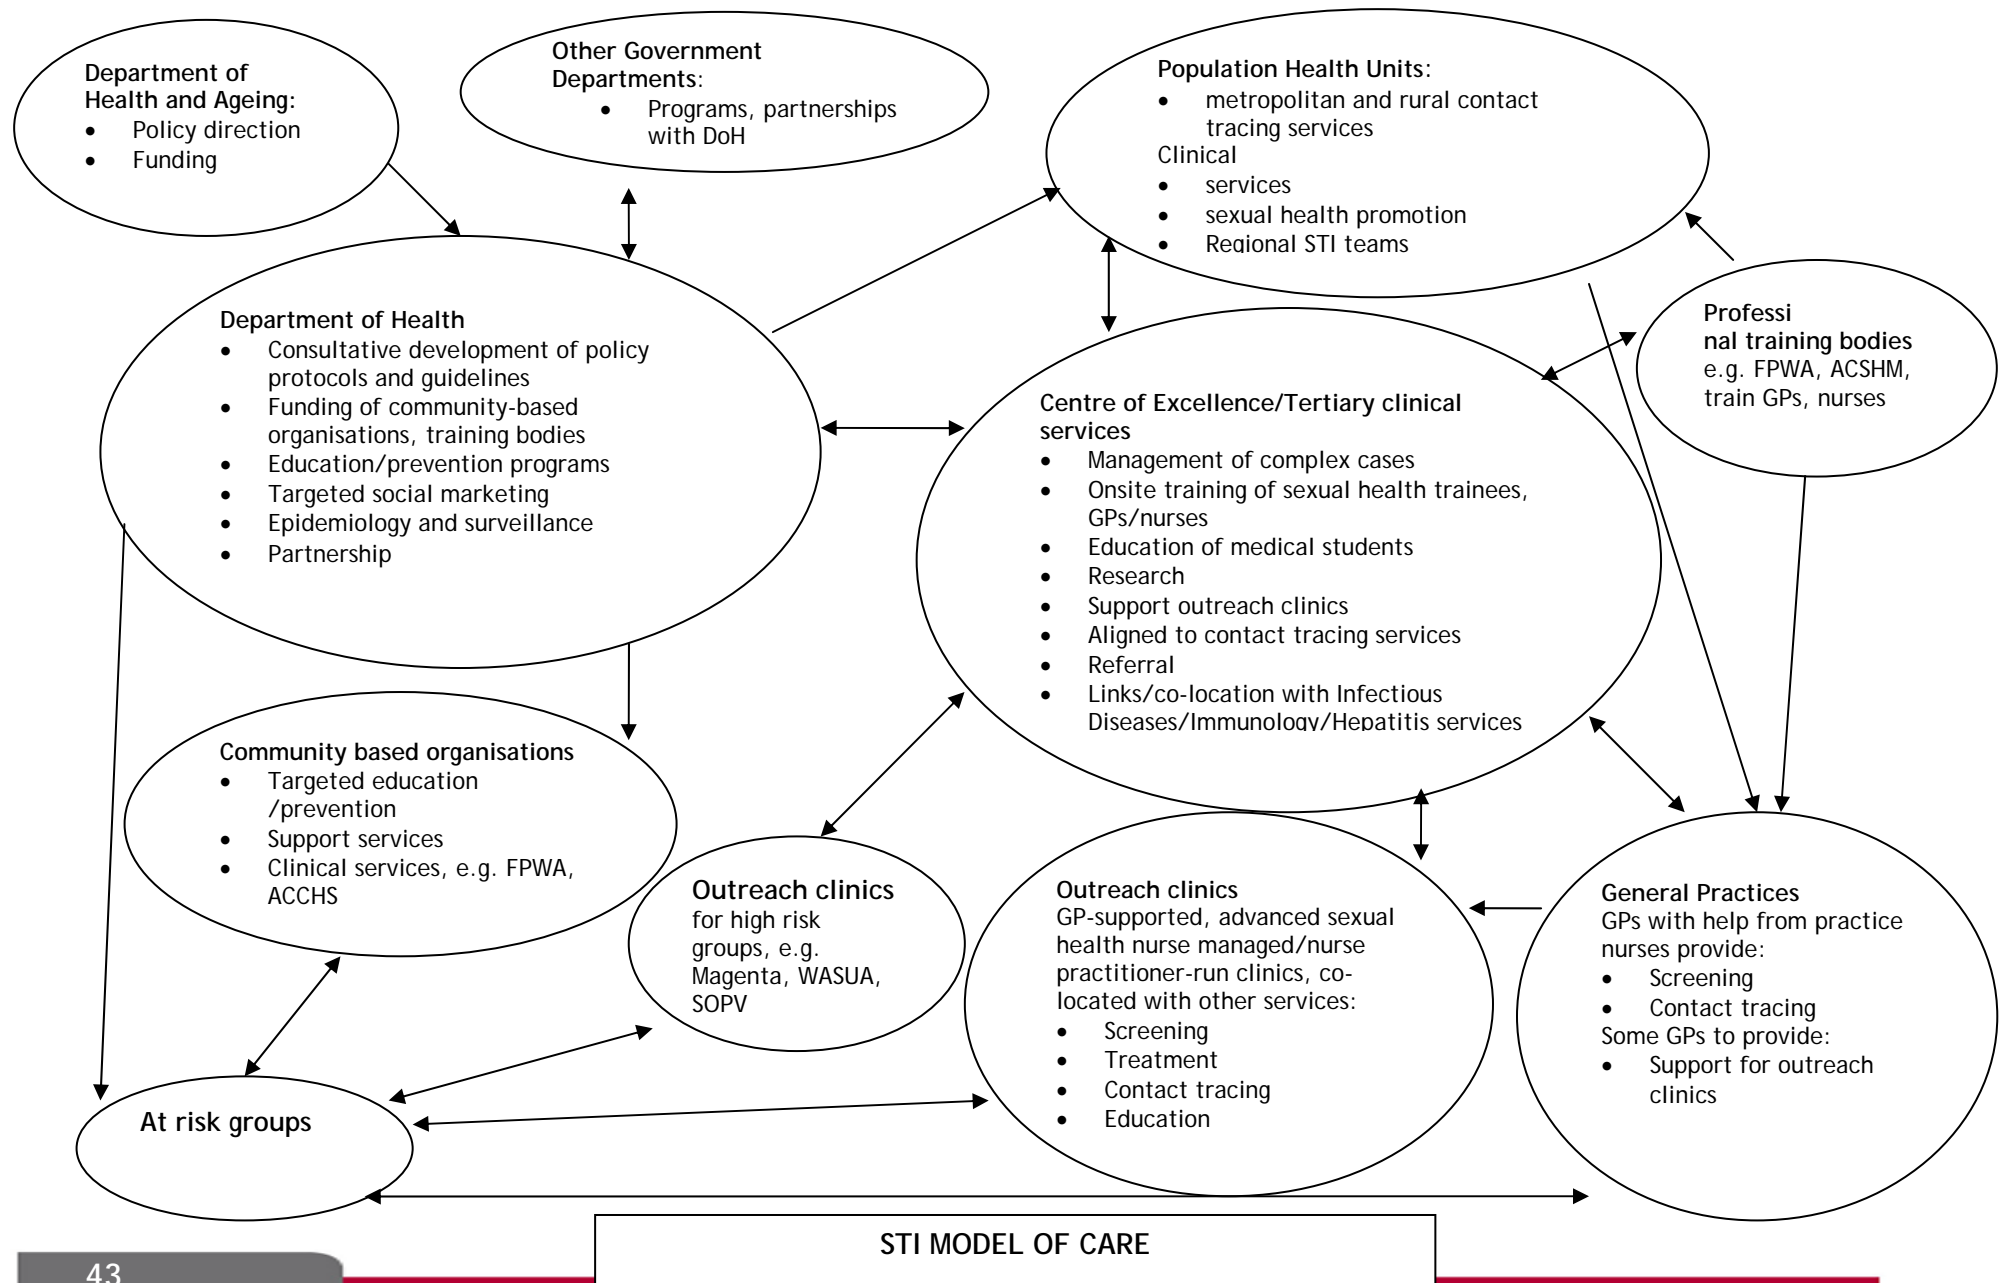 Department of
Health and Ageing:
• Policy direction
• Funding
Other Government
Departments:
• Programs, partnerships
with DoH
Population Health Units:
• metropolitan and rural contact
tracing services
Clinical
• services
• sexual health promotion
• Regional STI teams
Professi
nal training bodies
e.g. FPWA, ACSHM,
train GPs, nurses
Department of Health
• Consultative development of policy
protocols and guidelines
• Funding of community-based
organisations, training bodies
• Education/prevention programs
• Targeted social marketing
• Epidemiology and surveillance
• Partnership
Centre of Excellence/Tertiary clinical
services
• Management of complex cases
• Onsite training of sexual health trainees,
GPs/nurses
• Education of medical students
• Research
• Support outreach clinics
• Aligned to contact tracing services
• Referral
• Links/co-location with Infectious
Diseases/Immunology/Hepatitis services
Community based organisations
• Targeted education
/prevention
• Support services
• Clinical services, e.g. FPWA,
ACCHS
Outreach clinics
for high risk
groups, e.g.
Magenta, WASUA,
SOPV
Outreach clinics
GP-supported, advanced sexual
health nurse managed/nurse
practitioner-run clinics, co-
located with other services:
• Screening
• Treatment
• Contact tracing
• Education
General Practices
GPs with help from practice
nurses provide:
• Screening
• Contact tracing
Some GPs to provide:
• Support for outreach
clinics
At risk groups
STI MODEL OF CARE
43